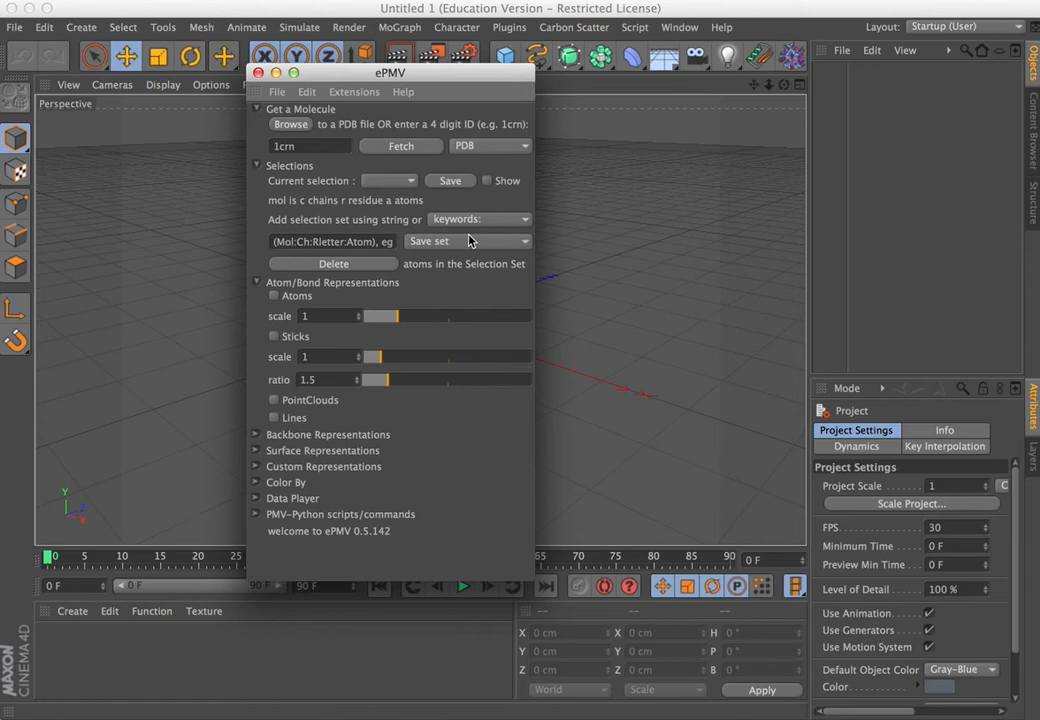 Untitled 1 (Education Version - Restricted License)
File Edit Create Select Tools Mesh Animate Simulate Render MoGraph Character Plugins Carbon Scatter Script Window Layout: Startup (User)
X Y Z
View Cameras Display Options
File Edit View
Perspective
ePMV
File Edit Extensions Help
Get a Molecule
Browse to a PDB file OR enter a 4 digit ID (e.g. 1crn):
1crn Fetch PDB
Selections
Current selection : Save Show
mol is c chains r residue a atoms
Add selection set using string or keywords:
(Mol:Ch:Rletter:Atom), eg Save set
Delete atoms in the Selection Set
Atom/Bond Representations
Atoms
scale 1
Sticks
scale 1
ratio 1.5
PointClouds
Lines
Backbone Representations
Surface Representations
Custom Representations
Color By
Data Player
PMV-Python scripts/commands
welcome to ePMV 0.5.142
Y
Z
X
0 5 10 15 20 25 65 70 75 80 85 90 0 F
0 F 0 F 90 F 90 F
Create Edit Function Texture
-- -- --
X 0 cm X 0 cm H 0 °
Y 0 cm Y 0 cm P 0 °
Z 0 cm Z 0 cm B 0 °
World Scale Apply
MAXON
CINEMA 4D
Objects
Content Browser
Structure
Attributes
Layers
Mode
Project
Project Settings Info
Dynamics Key Interpolation
Project Settings
Project Scale 1 C
Scale Project...
FPS 30
Minimum Time 0 F
Preview Min Time 0 F
Level of Detail 100 %
Use Animation
Use Generators
Use Motion System
Default Object Color Gray-Blue
Color